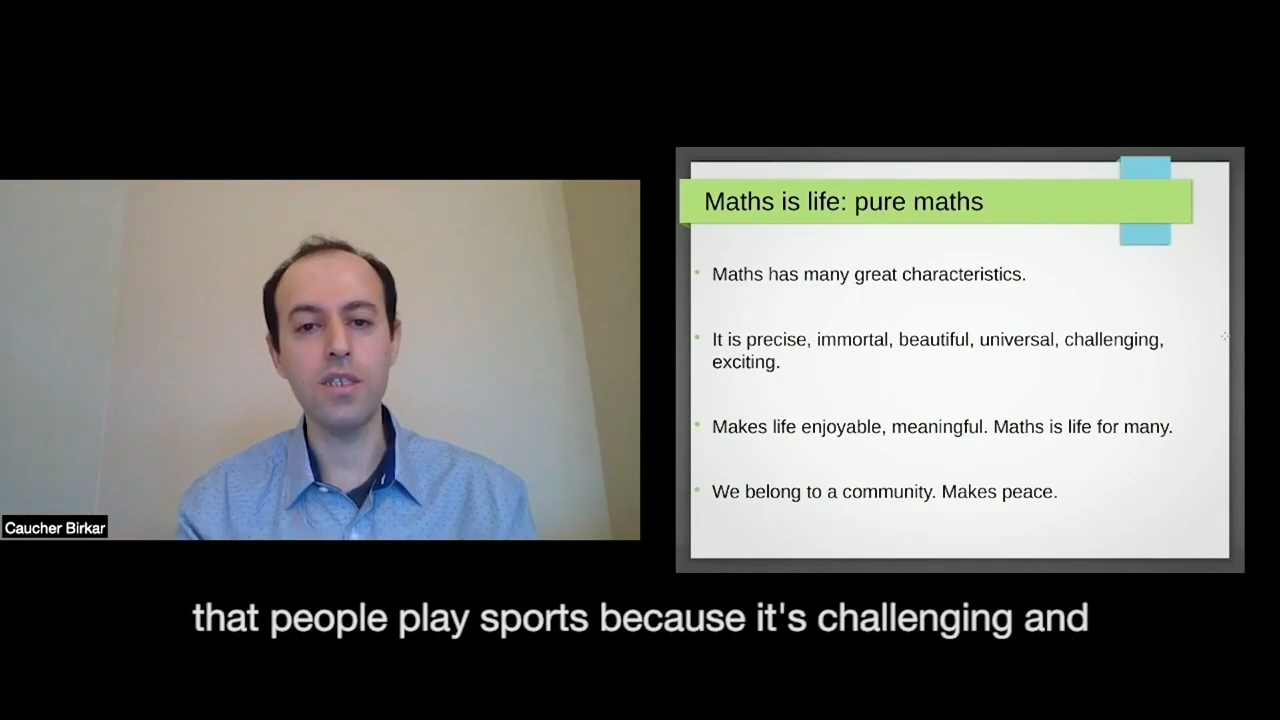 Maths is life: pure maths
Maths has many great characteristics.
It is precise, immortal, beautiful, universal, challenging,
exciting.
Makes life enjoyable, meaningful. Maths is life for many.
We belong to a community. Makes peace.
Caucher Birkar
that people play sports because it's challenging and